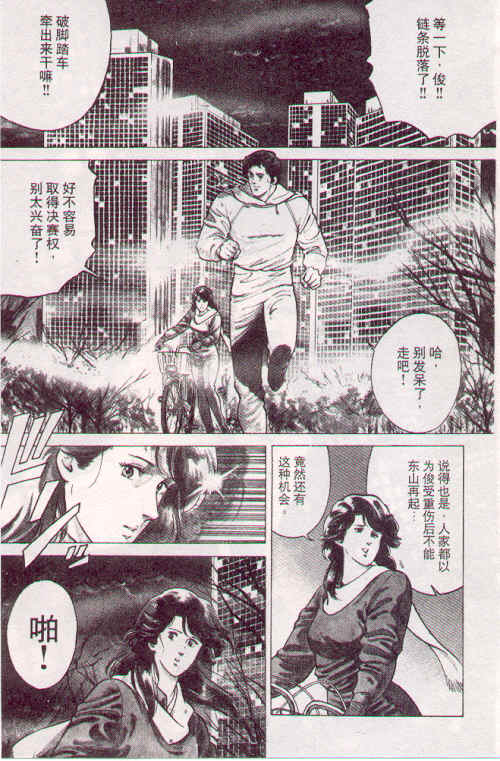 等一下，俊!!
链条脱落了!!
破脚踏车
牵出来干嘛!!
好不容易
取得决赛权，
别太兴奋了！
哈，
别发呆了，
走吧！
说得也是，人家都以
为俊受重伤后不能
东山再起…
竟然还有
这种机会。
啪！